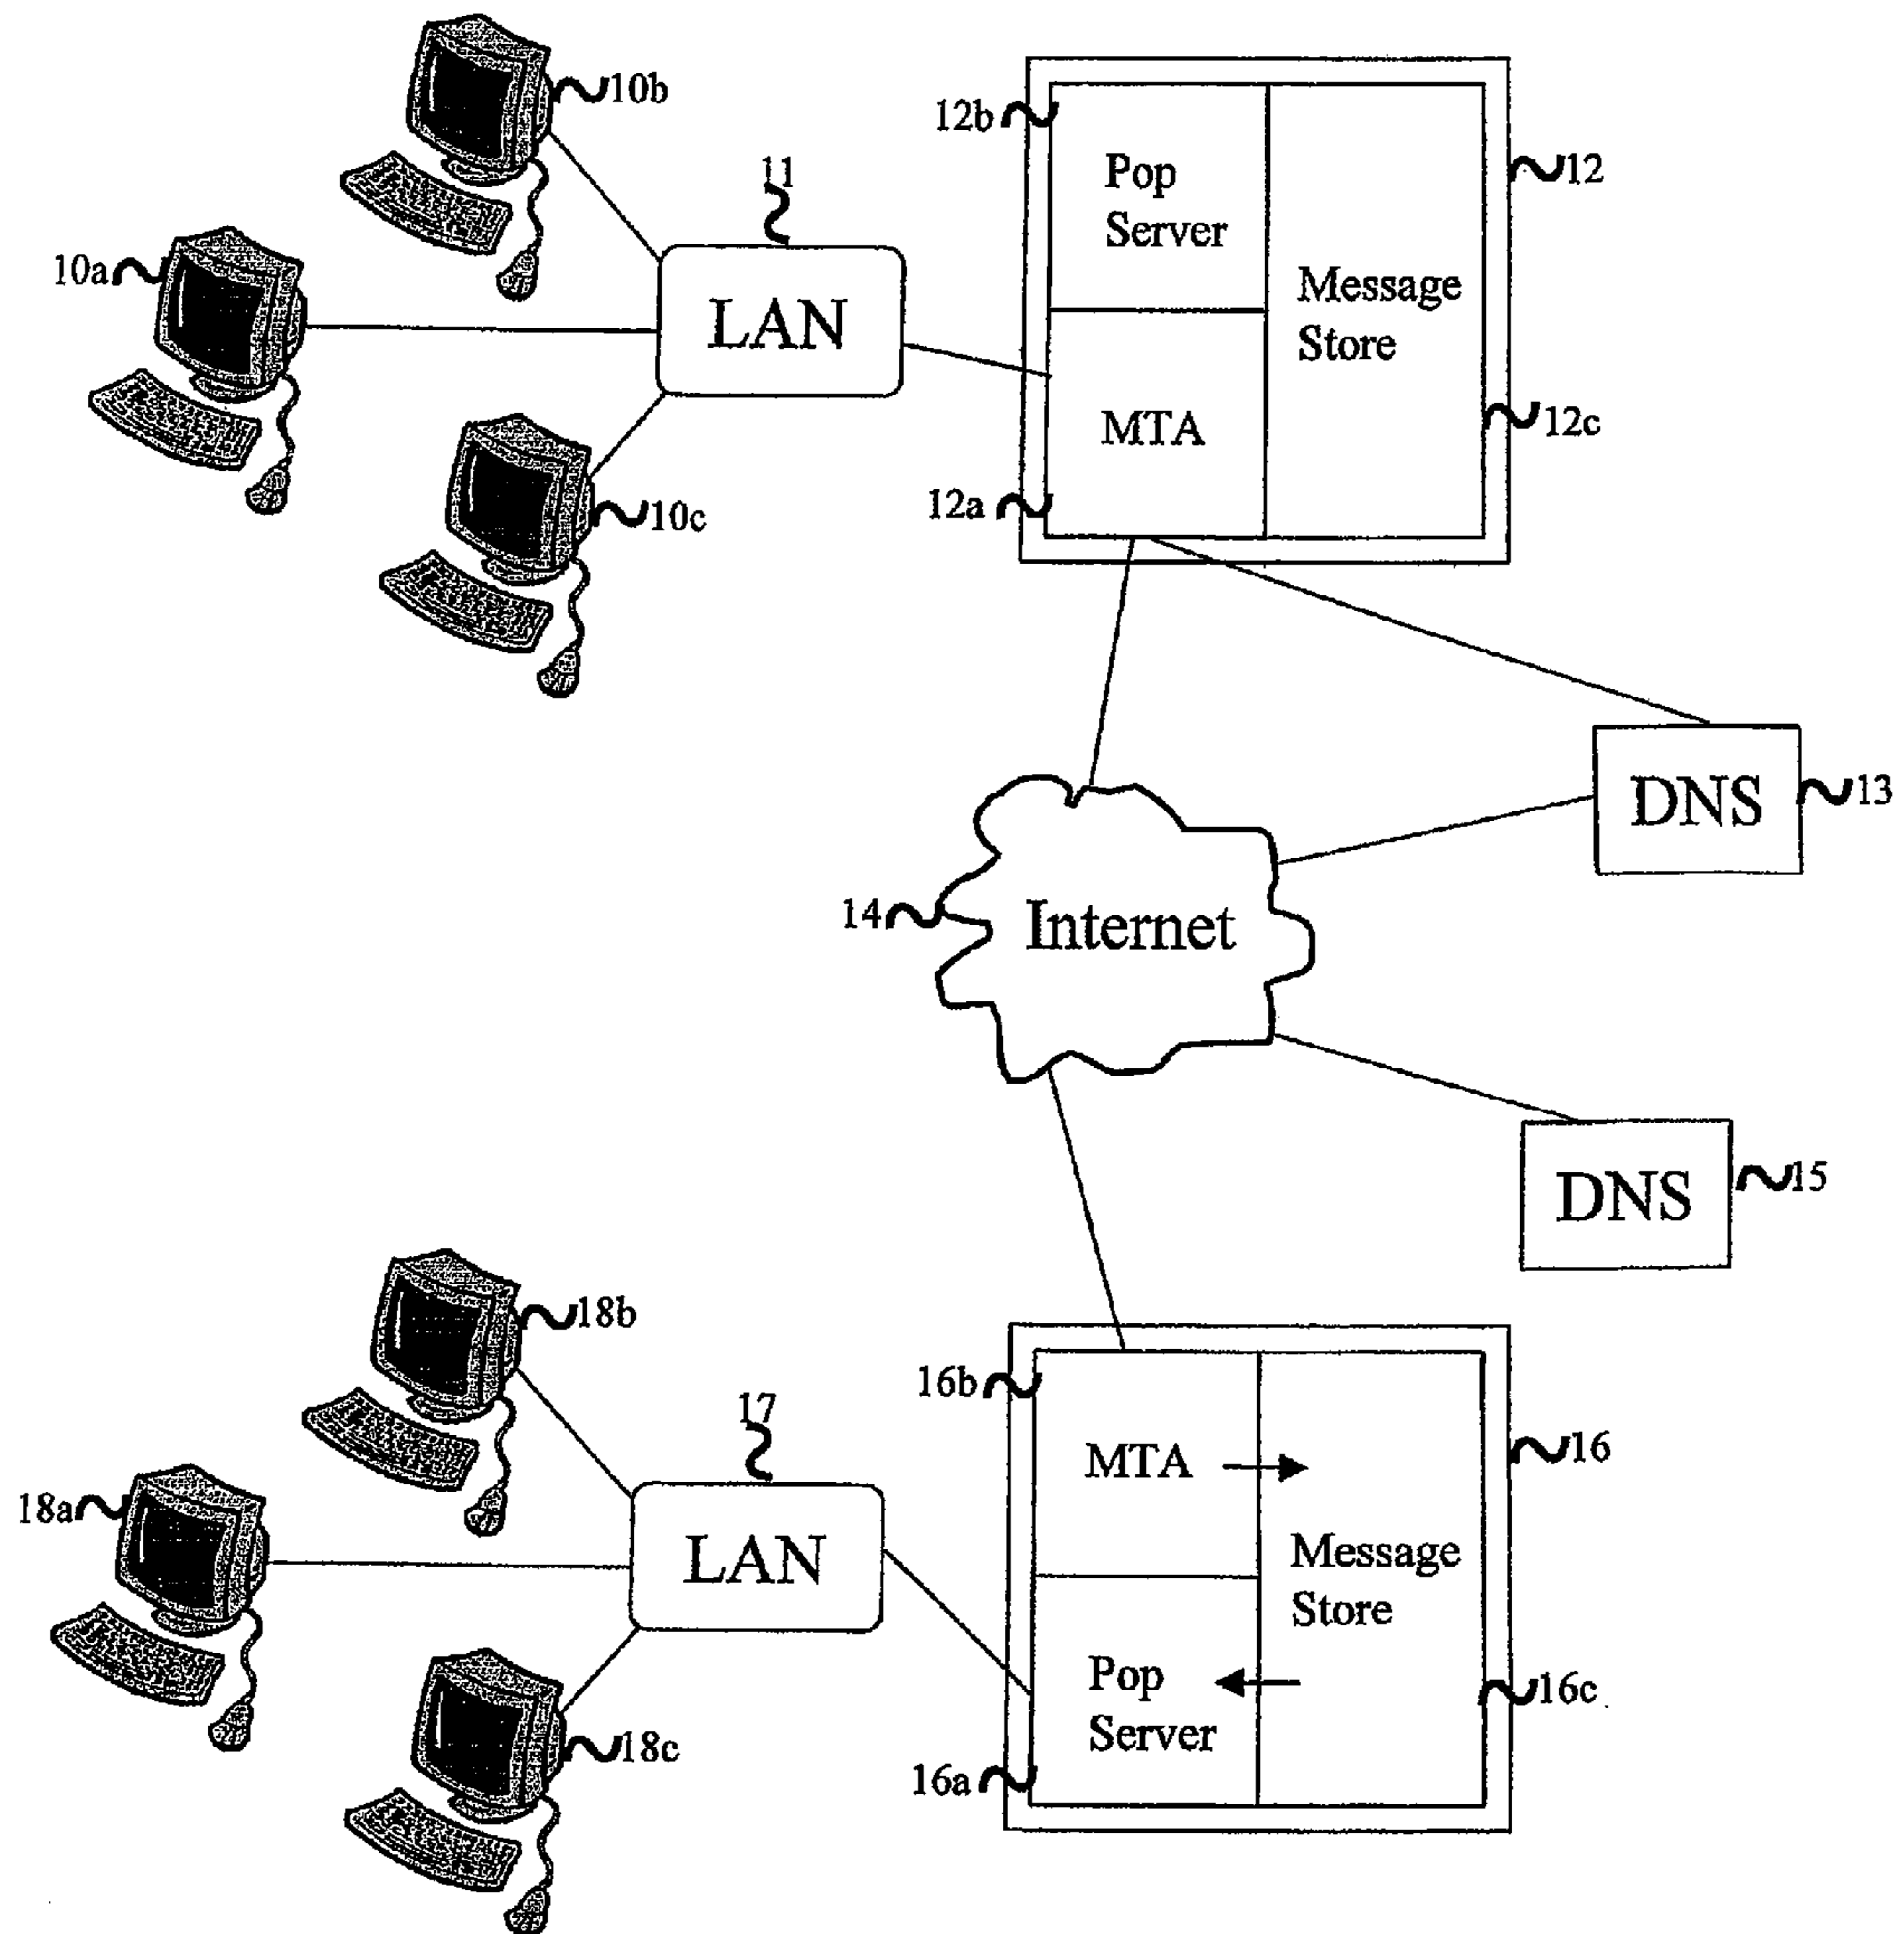 10b
12b
Pop
Server
12
11
10a
LAN
Message
Store
MTA
12c
12a
10c
DNS
13
14
Internet
DNS
15
18b
16b
17
MTA
16
18a
LAN
Message
Store
Pop
Server
16c
18c
16a